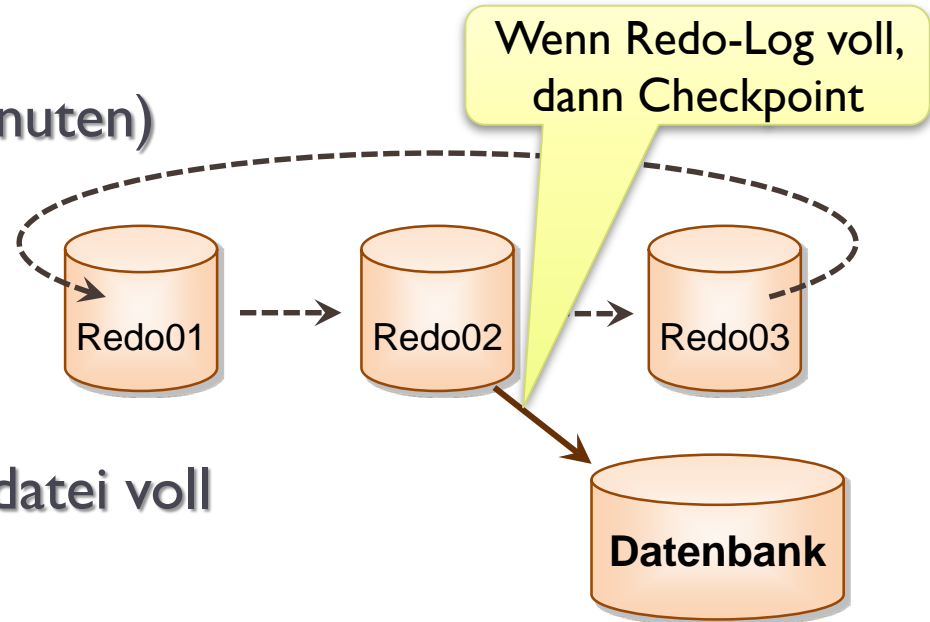 Wenn Redo-Log voll,
dann Checkpoint
nuten)
Redo01
Redo02
Redo03
datei voll
Datenbank